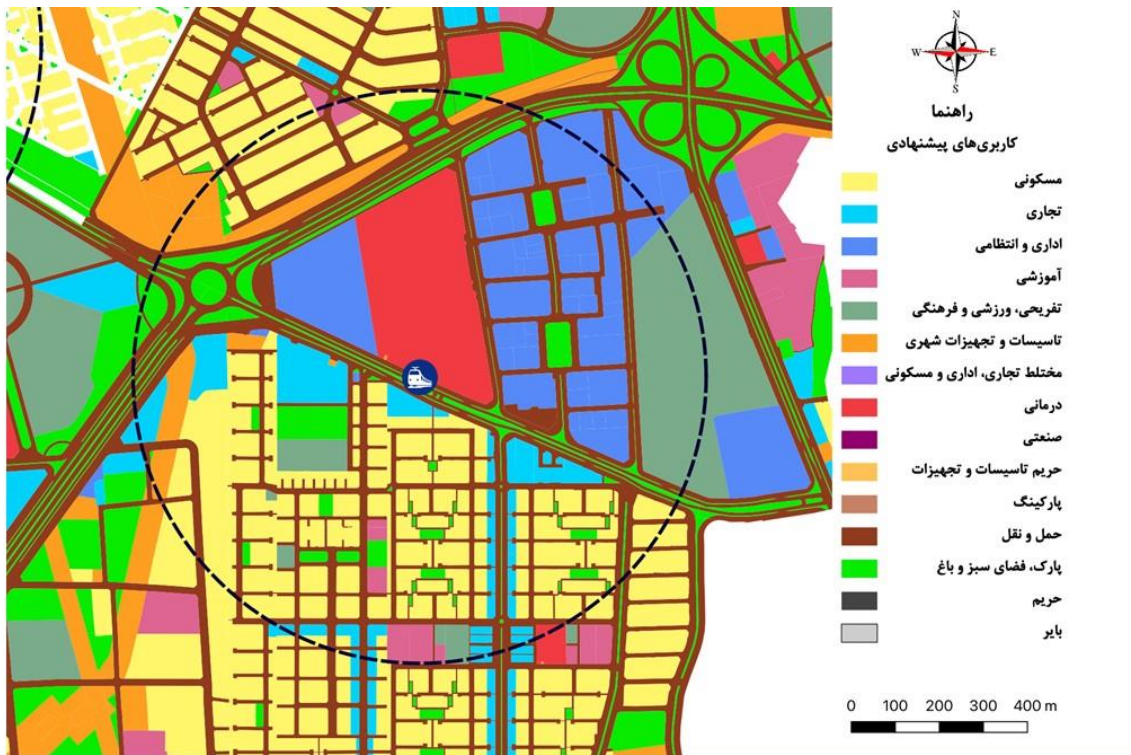 N
W E
S
راهنما
کاربری‌های پیشنهادی
مسکونی
تجاری
اداری و انتظامی
آموزشی
تفریحی، ورزشی و فرهنگی
تاسیسات و تجهیزات شهری
مختلط تجاری، اداری و مسکونی
درمانی
صنعتی
حریم تاسیسات و تجهیزات
پارکینگ
حمل و نقل
پارک، فضای سبز و باغ
حریم
بایر
0 100 200 300 400 m